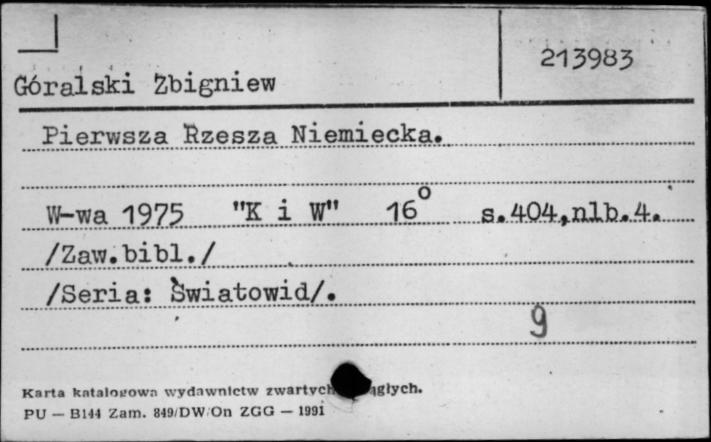 213983
Góralski Zbigniew
Pierwsza Rzesza Niemiecka.
W-wa 1975 "K i W" 16° s.404,nlb.4.
/Zaw.bibl./
/Seria: Światowid/.
9
Karta katalogowa wydawnictw zwartych
PU — B144 Zam. 849/DW/On ZGG — 1991